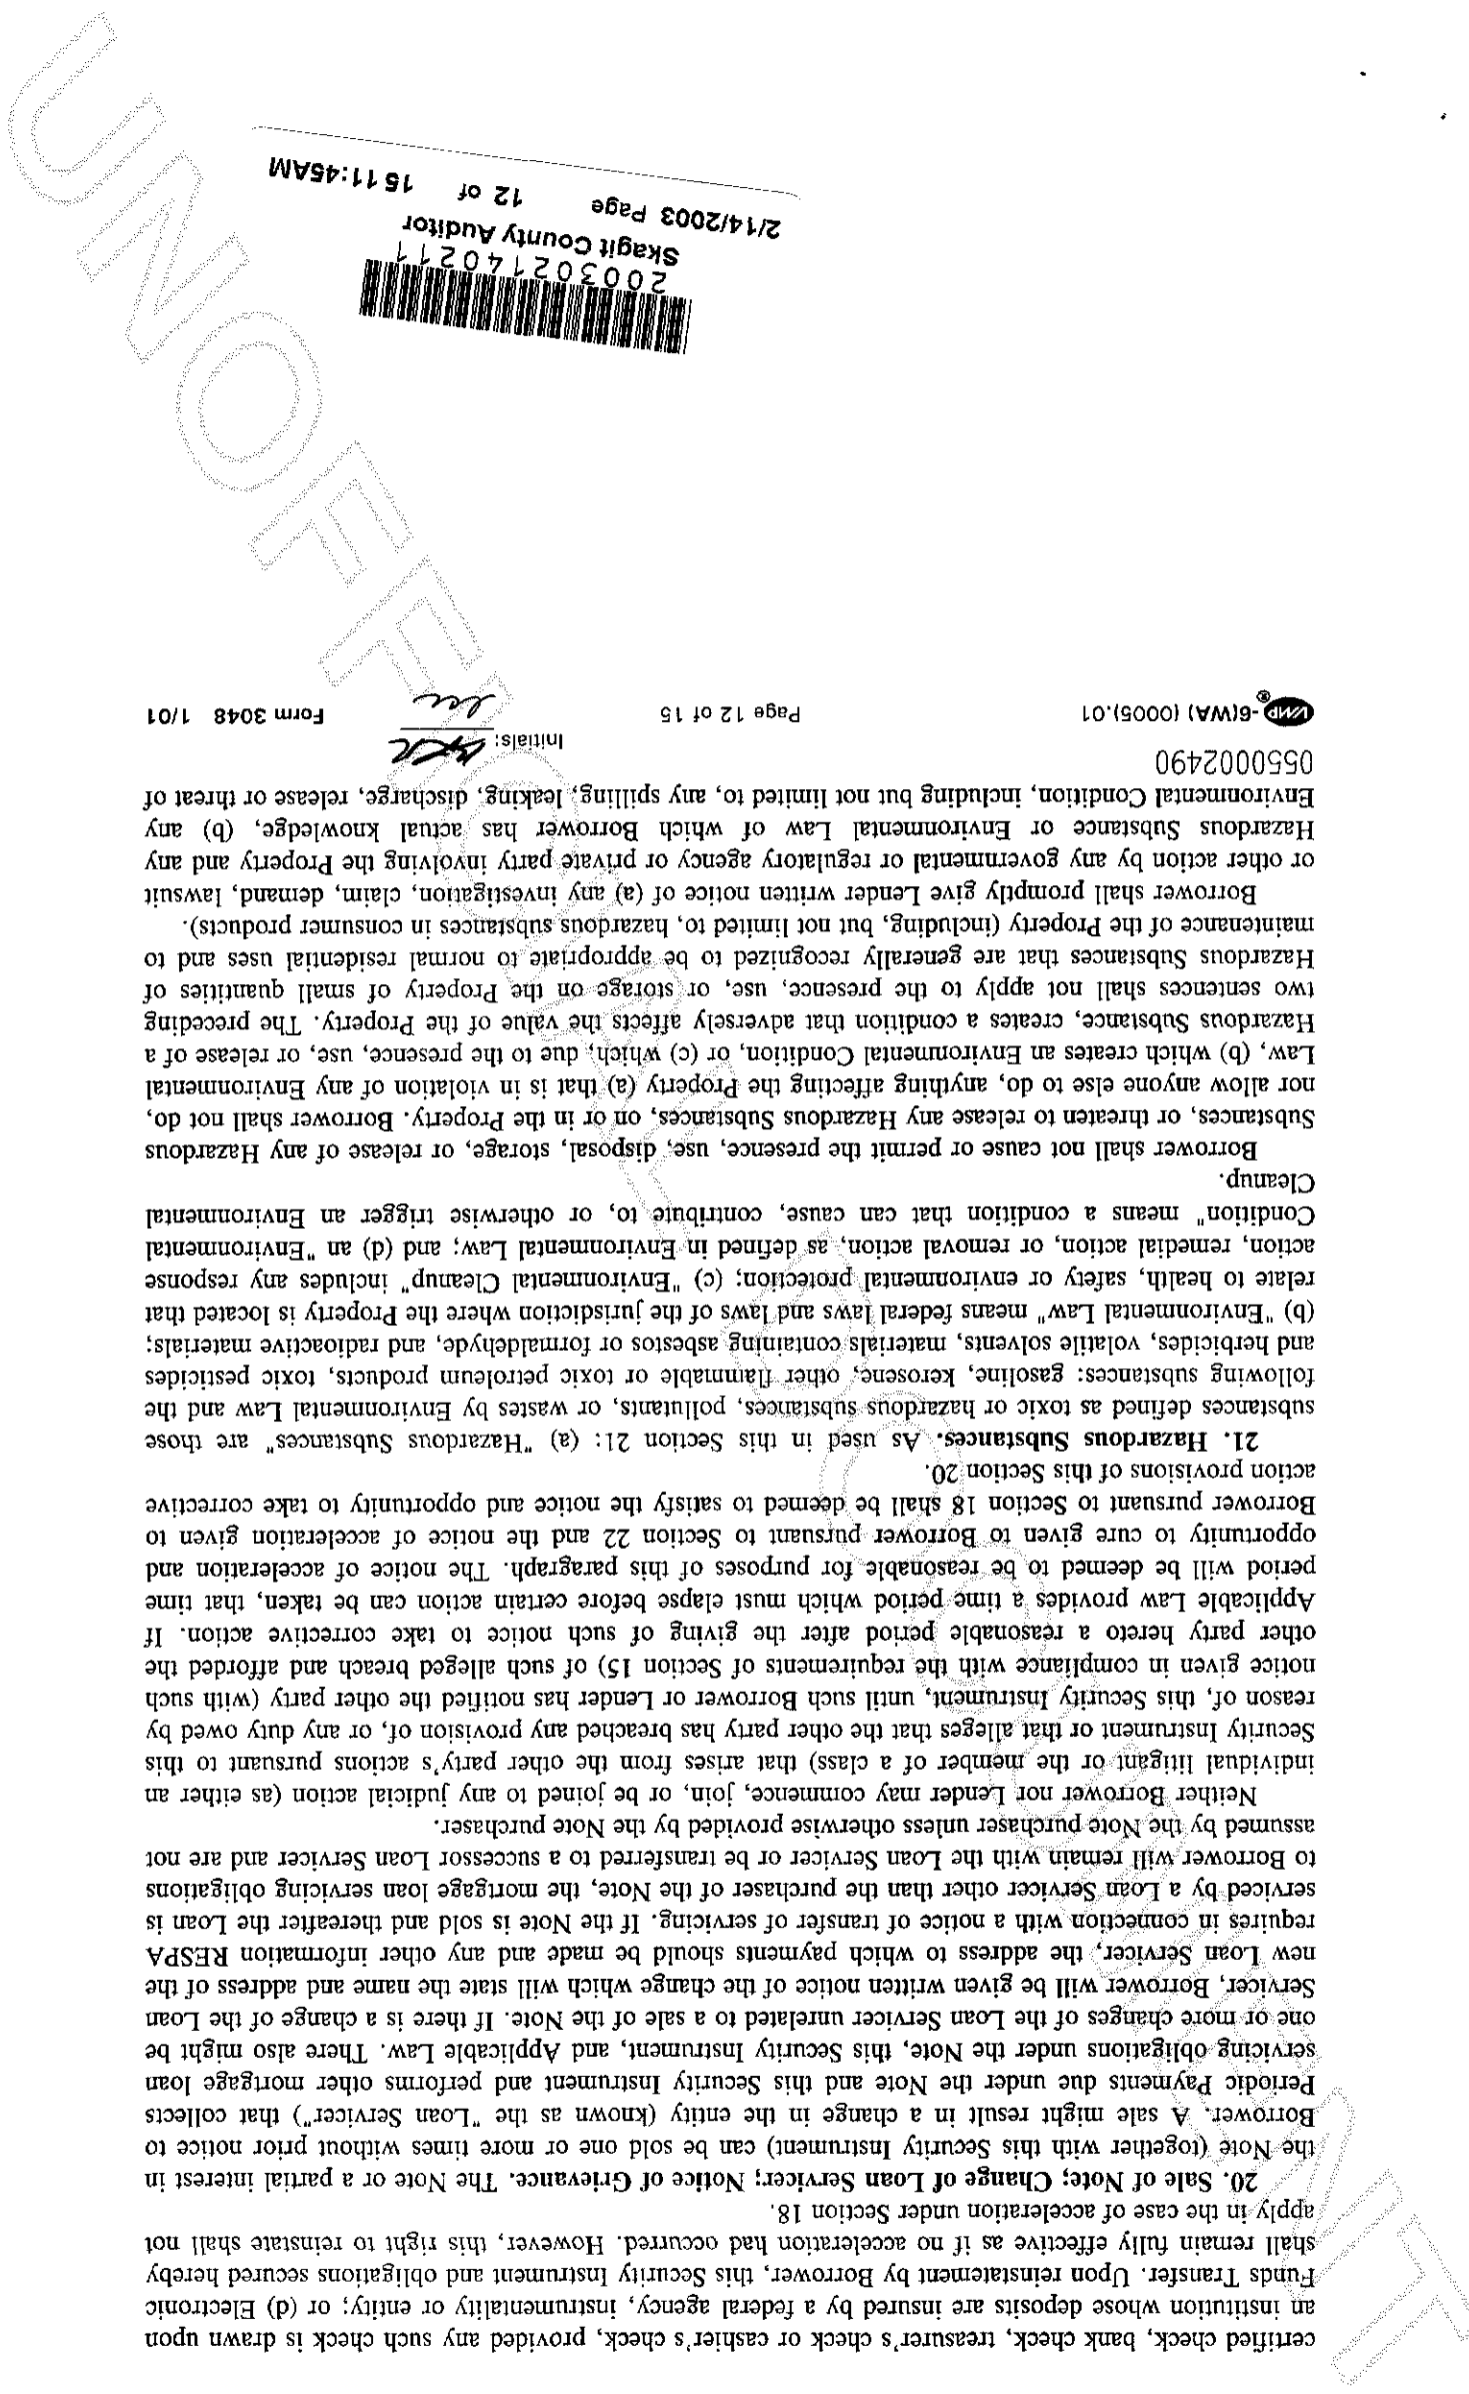 certified check, bank check, treasurer's check or cashier's check, provided any such check is drawn upon
an institution whose deposits are insured by a federal agency, instrumentality or entity; or (d) Electronic
Funds Transfer. Upon reinstatement by Borrower, this Security Instrument and obligations secured hereby
shall remain fully effective as if no acceleration had occurred. However, this right to reinstate shall not
apply in the case of acceleration under Section 18.
20. Sale of Note; Change of Loan Servicer; Notice of Grievance. The Note or a partial interest in
the Note (together with this Security Instrument) can be sold one or more times without prior notice to
Borrower. A sale might result in a change in the entity (known as the "Loan Servicer") that collects
Periodic Payments due under the Note and this Security Instrument and performs other mortgage loan
servicing obligations under the Note, this Security Instrument, and Applicable Law. There also might be
one or more changes of the Loan Servicer unrelated to a sale of the Note. If there is a change of the Loan
Servicer, Borrower will be given written notice of the change which will state the name and address of the
new Loan Servicer, the address to which payments should be made and any other information RESPA
requires in connection with a notice of transfer of servicing. If the Note is sold and thereafter the Loan is
serviced by a Loan Servicer other than the purchaser of the Note, the mortgage loan servicing obligations
to Borrower will remain with the Loan Servicer or be transferred to a successor Loan Servicer and are not
assumed by the Note purchaser unless otherwise provided by the Note purchaser.
Neither Borrower nor Lender may commence, join, or be joined to any judicial action (as either an
individual litigant or the member of a class) that arises from the other party's actions pursuant to this
Security Instrument or that alleges that the other party has breached any provision of, or any duty owed by
reason of, this Security Instrument, until such Borrower or Lender has notified the other party (with such
notice given in compliance with the requirements of Section 15) of such alleged breach and afforded the
other party hereto a reasonable period after the giving of such notice to take corrective action. If
Applicable Law provides a time period which must elapse before certain action can be taken, that time
period will be deemed to be reasonable for purposes of this paragraph. The notice of acceleration and
opportunity to cure given to Borrower pursuant to Section 22 and the notice of acceleration given to
Borrower pursuant to Section 18 shall be deemed to satisfy the notice and opportunity to take corrective
action provisions of this Section 20.
21. Hazardous Substances. As used in this Section 21: (a) "Hazardous Substances" are those
substances defined as toxic or hazardous substances, pollutants, or wastes by Environmental Law and the
following substances: gasoline, kerosene, other flammable or toxic petroleum products, toxic pesticides
and herbicides, volatile solvents, materials containing asbestos or formaldehyde, and radioactive materials;
(b) "Environmental Law" means federal laws and laws of the jurisdiction where the Property is located that
relate to health, safety or environmental protection; (c) "Environmental Cleanup" includes any response
action, remedial action, or removal action, as defined in Environmental Law; and (d) an "Environmental
Condition" means a condition that can cause, contribute to, or otherwise trigger an Environmental
Cleanup.
Borrower shall not cause or permit the presence, use, disposal, storage, or release of any Hazardous
Substances, or threaten to release any Hazardous Substances, on or in the Property. Borrower shall not do,
nor allow anyone else to do, anything affecting the Property (a) that is in violation of any Environmental
Law, (b) which creates an Environmental Condition, or (c) which, due to the presence, use, or release of a
Hazardous Substance, creates a condition that adversely affects the value of the Property. The preceding
two sentences shall not apply to the presence, use, or storage on the Property of small quantities of
Hazardous Substances that are generally recognized to be appropriate to normal residential uses and to
maintenance of the Property (including, but not limited to, hazardous substances in consumer products).
Borrower shall promptly give Lender written notice of (a) any investigation, claim, demand, lawsuit
or other action by any governmental or regulatory agency or private party involving the Property and any
Hazardous Substance or Environmental Law of which Borrower has actual knowledge, (b) any
Environmental Condition, including but not limited to, any spilling, leaking, discharge, release or threat of
0550002490
Initials:
VMP®-6(WA) (0005).01 Page 12 of 15 Form 3048 1/01
200302140211
Skagit County Auditor
2/14/2003 Page 12 of 15 11:45AM
UNOFFICIAL DOCUMENT